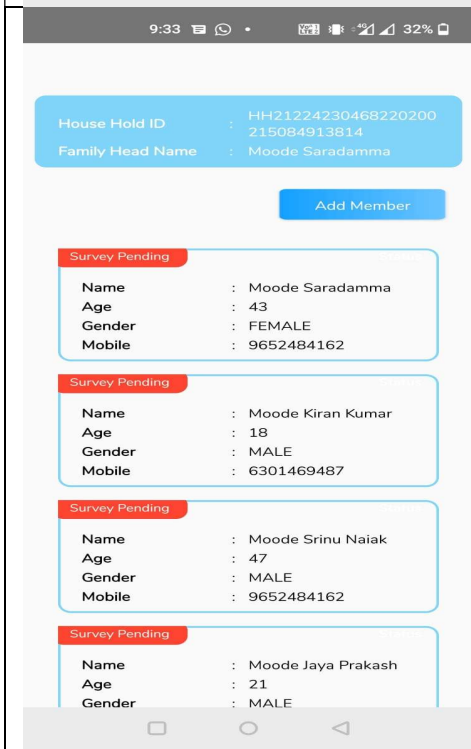 9:33 4G 32%
House Hold ID : HH21224230468220200
215084913814
Family Head Name : Moode Saradamma
Add Member
Survey Pending
Name : Moode Saradamma
Age : 43
Gender : FEMALE
Mobile : 9652484162
Survey Pending
Name : Moode Kiran Kumar
Age : 18
Gender : MALE
Mobile : 6301469487
Survey Pending
Name : Moode Srinu Naiak
Age : 47
Gender : MALE
Mobile : 9652484162
Survey Pending
Name : Moode Jaya Prakash
Age : 21
Gender : MALE